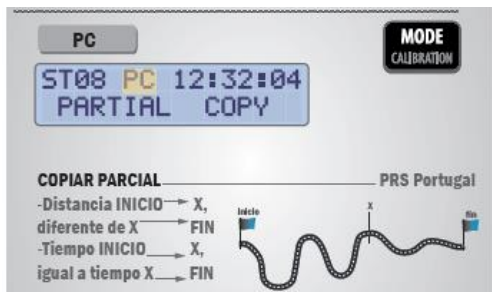 PC
MODE
CALIBRATION
ST08 PC 12:32:04
PARTIAL COPY
COPIAR PARCIAL
PRS Portugal
-Distancia INICIO → X,
diferente de X → FIN
-Tiempo INICIO → X,
igual a tiempo X → FIN
Inicio
X
fin